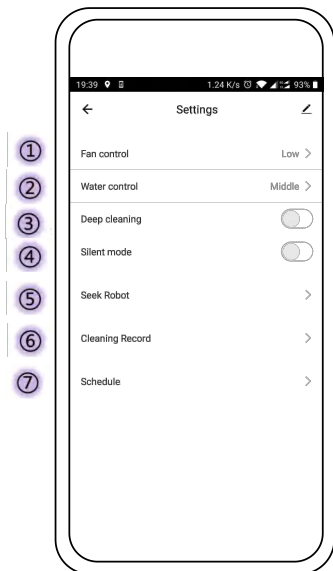 19:39 1.24 K/s 93%
Settings
① Fan control Low >
② Water control Middle >
③ Deep cleaning
④ Silent mode
⑤ Seek Robot >
⑥ Cleaning Record >
⑦ Schedule >